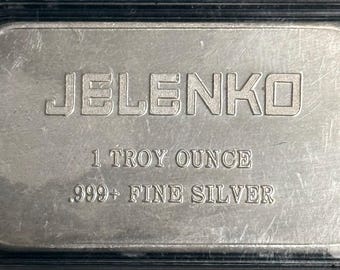 JELENKO
1 TROY OUNCE
.999+ FINE SILVER